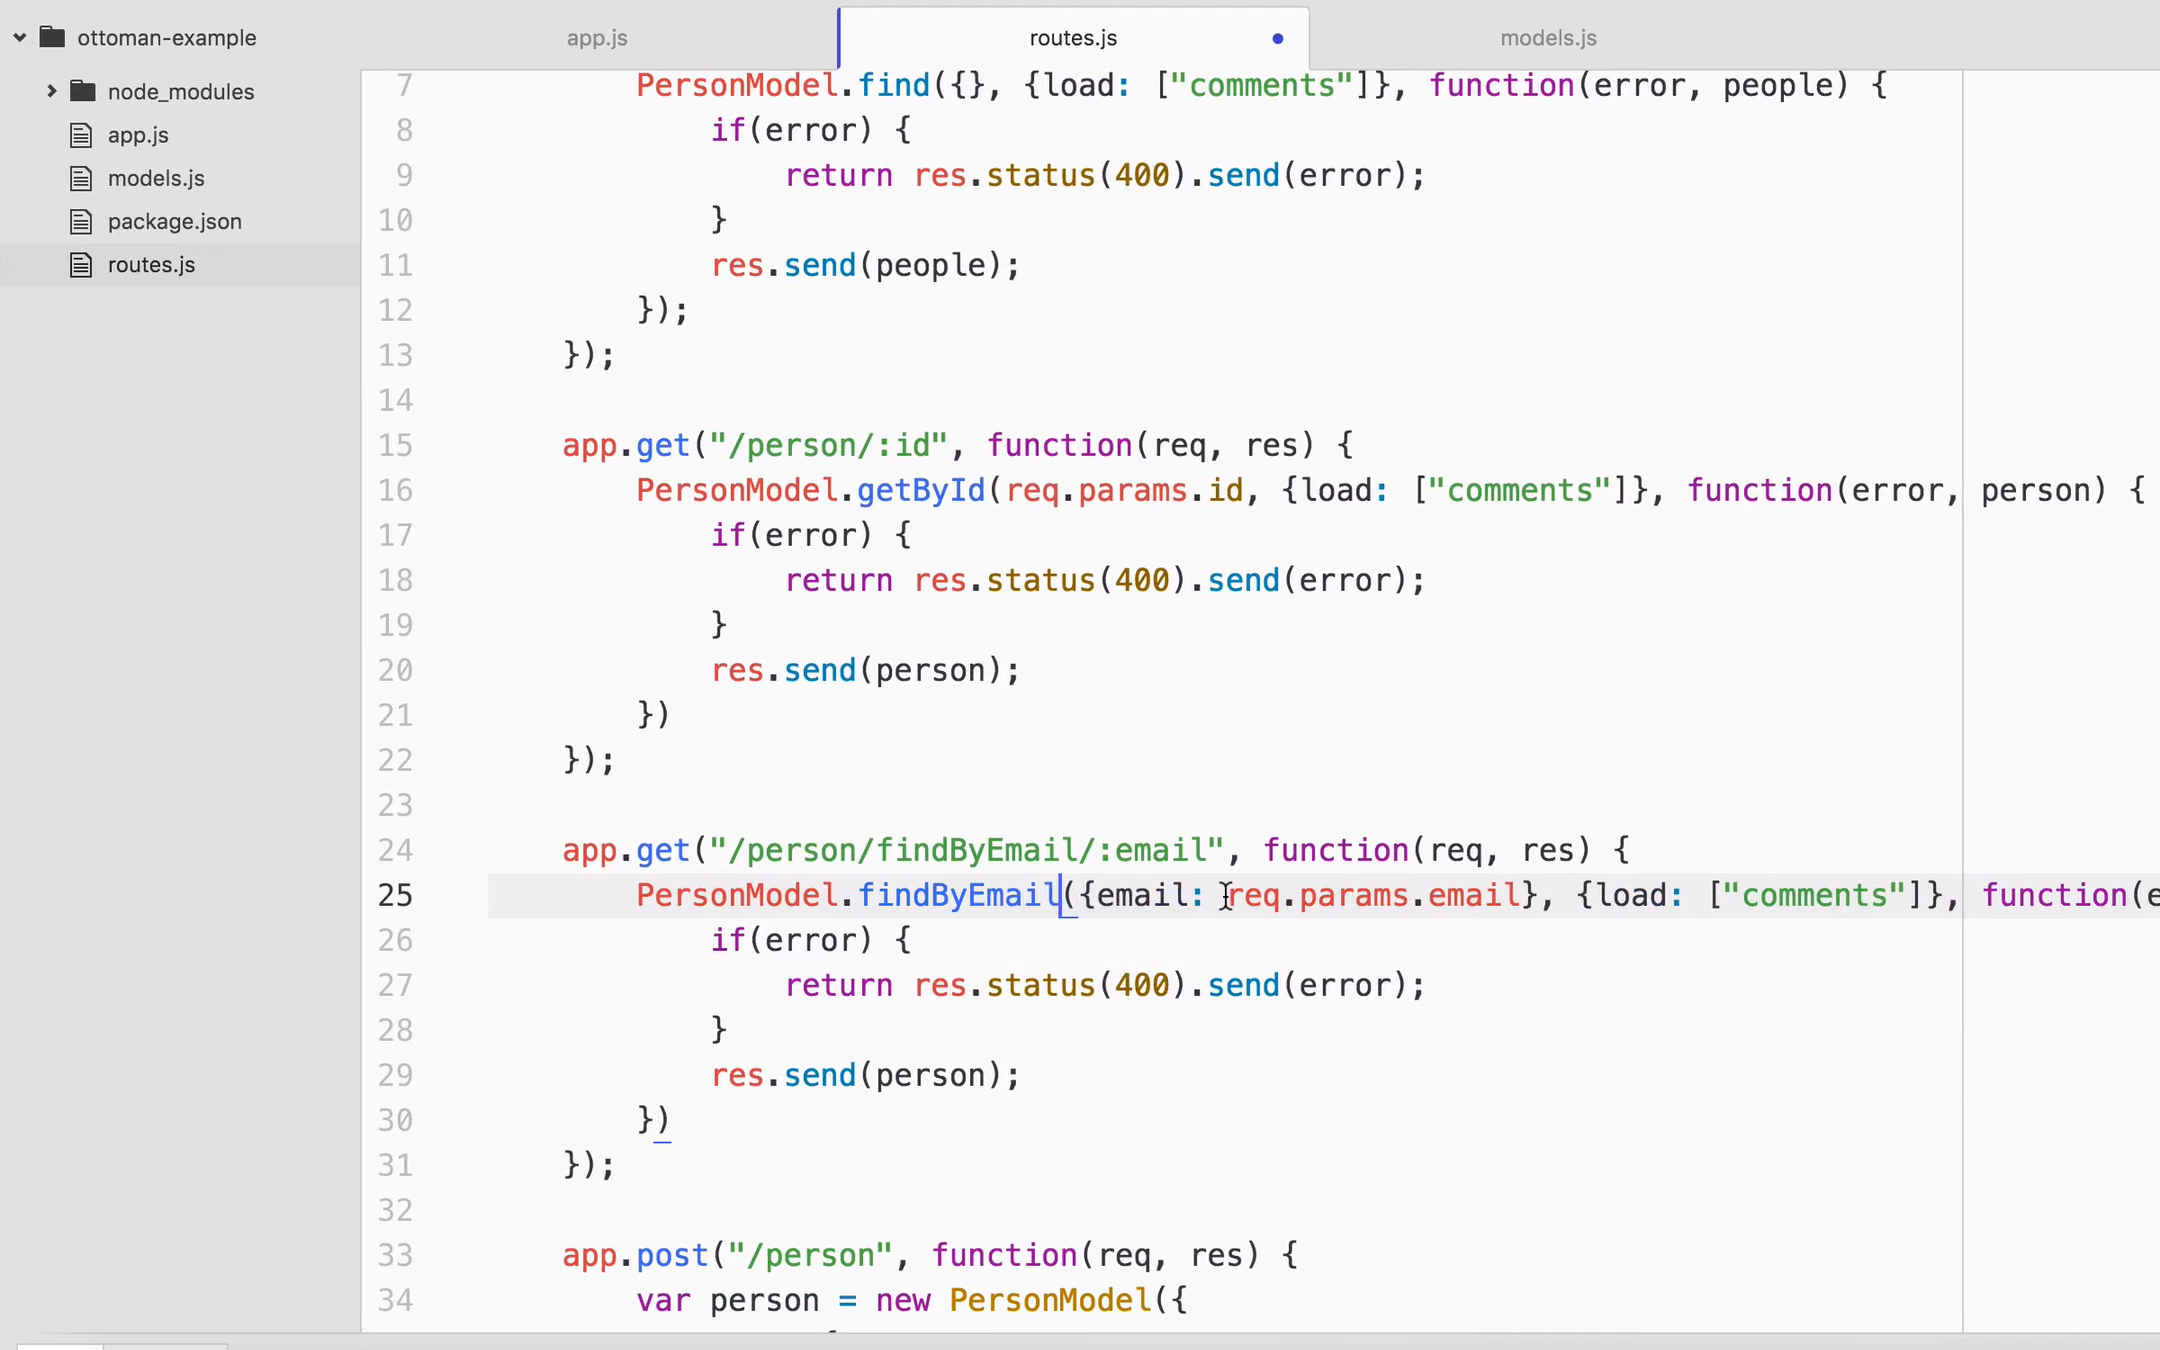 ottoman-example
node_modules
app.js
models.js
package.json
routes.js
app.js
routes.js
models.js
7 PersonModel.find({}, {load: ["comments"]}, function(error, people) {
8 if(error) {
9 return res.status(400).send(error);
10 }
11 res.send(people);
12 });
13 });
14
15 app.get("/person/:id", function(req, res) {
16 PersonModel.getById(req.params.id, {load: ["comments"]}, function(error, person) {
17 if(error) {
18 return res.status(400).send(error);
19 }
20 res.send(person);
21 })
22 });
23
24 app.get("/person/findByEmail/:email", function(req, res) {
25 PersonModel.findByEmail({email: req.params.email}, {load: ["comments"]}, function(e
26 if(error) {
27 return res.status(400).send(error);
28 }
29 res.send(person);
30 })
31 });
32
33 app.post("/person", function(req, res) {
34 var person = new PersonModel({